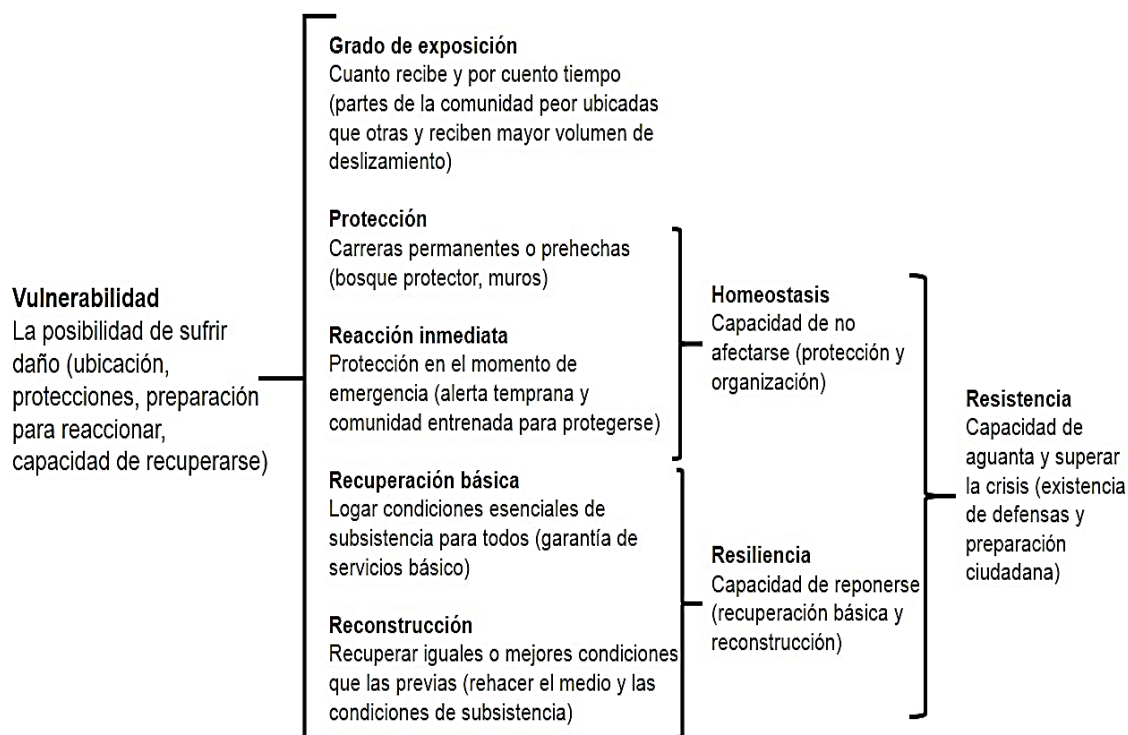 Vulnerabilidad
La posibilidad de sufrir
daño (ubicación,
protecciones, preparación
para reaccionar,
capacidad de recuperarse)
Grado de exposición
Cuanto recibe y por cuento tiempo
(partes de la comunidad peor ubicadas
que otras y reciben mayor volumen de
deslizamiento)
Protección
Carreras permanentes o prehechas
(bosque protector, muros)
Reacción inmediata
Protección en el momento de
emergencia (alerta temprana y
comunidad entrenada para protegerse)
Recuperación básica
Logar condiciones esenciales de
subsistencia para todos (garantía de
servicios básico)
Reconstrucción
Recuperar iguales o mejores condiciones
que las previas (rehacer el medio y las
condiciones de subsistencia)
Homeostasis
Capacidad de no
afectarse (protección y
organización)
Resiliencia
Capacidad de reponerse
(recuperación básica y
reconstrucción)
Resistencia
Capacidad de
aguanta y superar
la crisis (existencia
de defensas y
preparación
ciudadana)